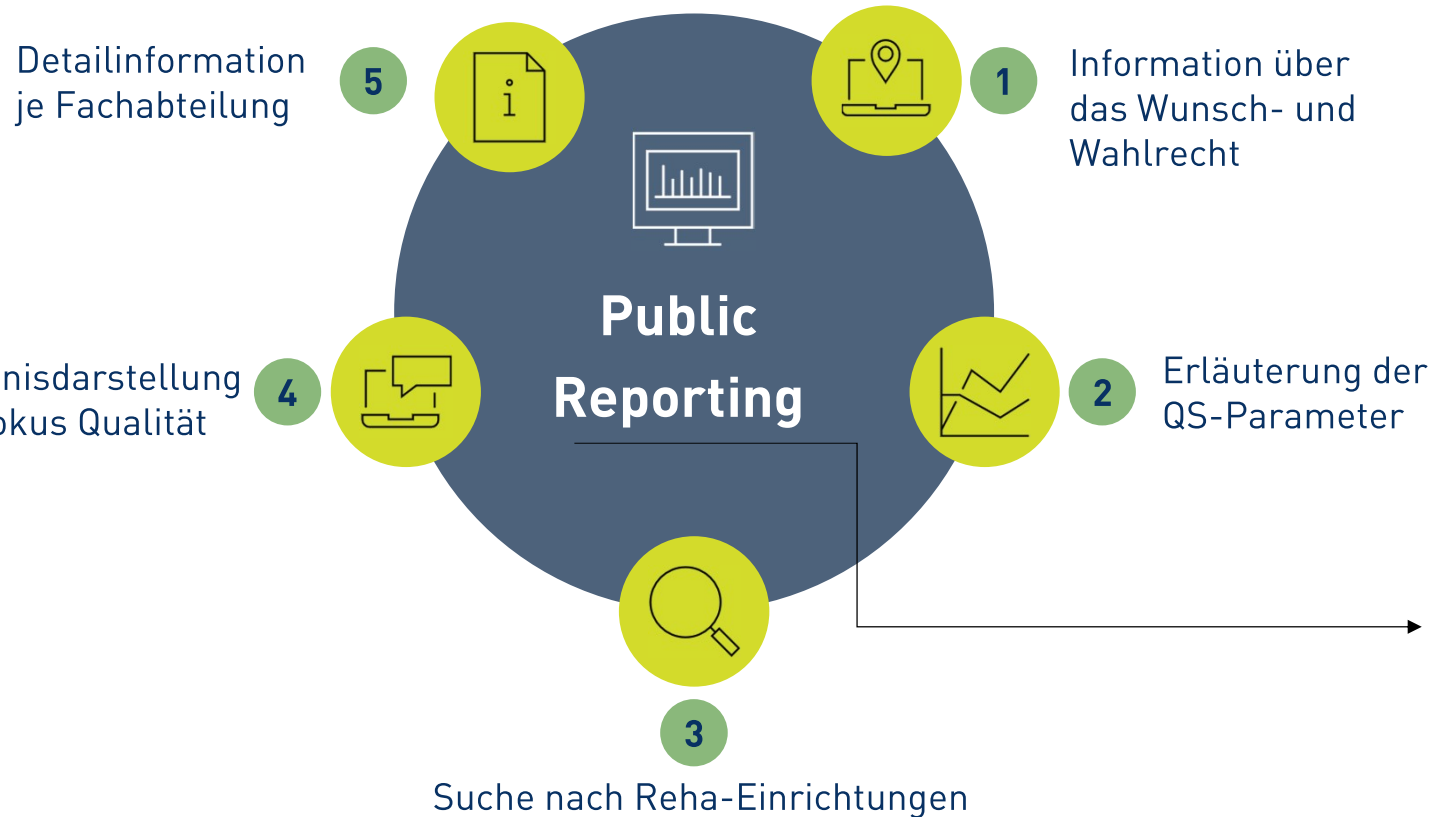 Public
Reporting
1
Information über
das Wunsch- und
Wahlrecht
2
Erläuterung der
QS-Parameter
3
Suche nach Reha-Einrichtungen
4
nisdarstellung
okus Qualität
5
Detailinformation
je Fachabteilung
i